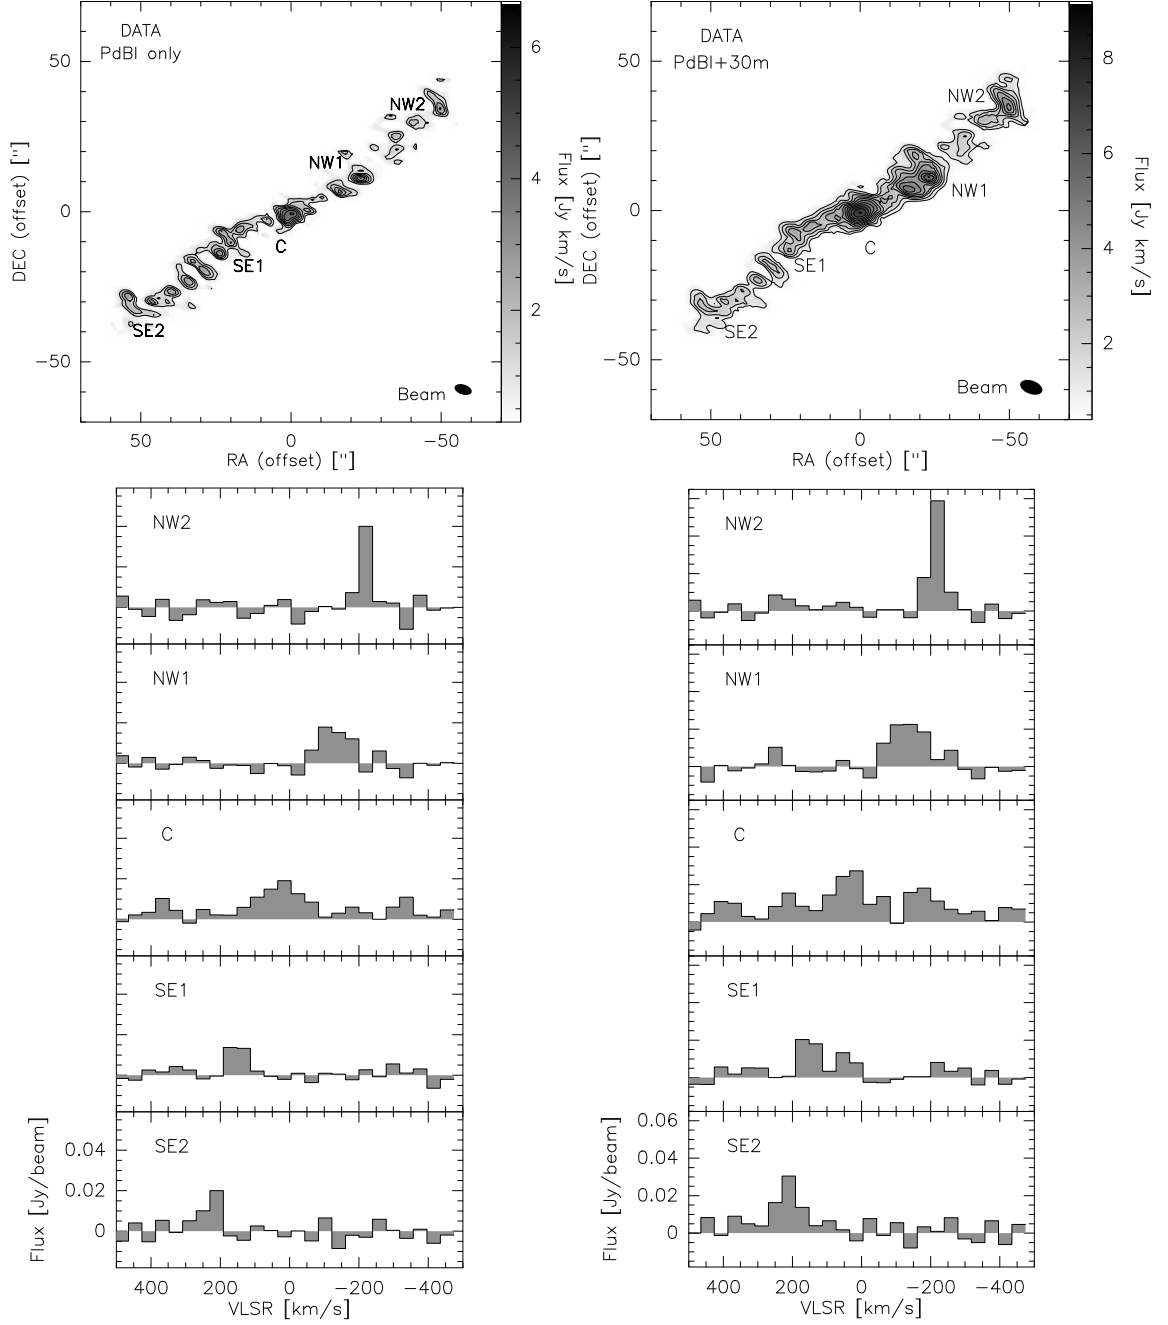 DATA
PdBI only
NW2
NW1
C
SE1
SE2
Beam
50
0
−50
DEC (offset) ["]
50
0
−50
RA (offset) ["]
6
4
2
Flux [Jy km/s]
DATA
PdBI+30m
NW2
NW1
C
SE1
SE2
Beam
50
0
−50
DEC (offset) ["]
50
0
−50
RA (offset) ["]
8
6
4
2
Flux [Jy km/s]
NW2
NW1
C
SE1
SE2
0.04
0.02
0
Flux [Jy/beam]
400
200
0
−200
−400
VLSR [km/s]
NW2
NW1
C
SE1
SE2
0.06
0.04
0.02
0
Flux [Jy/beam]
400
200
0
−200
−400
VLSR [km/s]